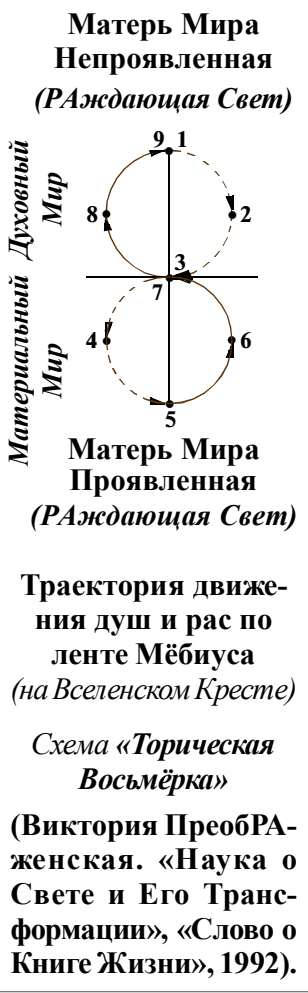 Матерь Мира
Непроявленная
(РАждающая Свет)
Духовный
Мир
9 1
8
2
3
7
Материальный
Мир
4
6
5
Матерь Мира
Проявленная
(РАждающая Свет)
Траектория движе-
ния душ и рас по
ленте Мёбиуса
(на Вселенском Кресте)
Схема «Торическая
Восьмёрка»
(Виктория ПреобРА-
женская. «Наука о
Свете и Его Транс-
формации», «Слово о
Книге Жизни», 1992).